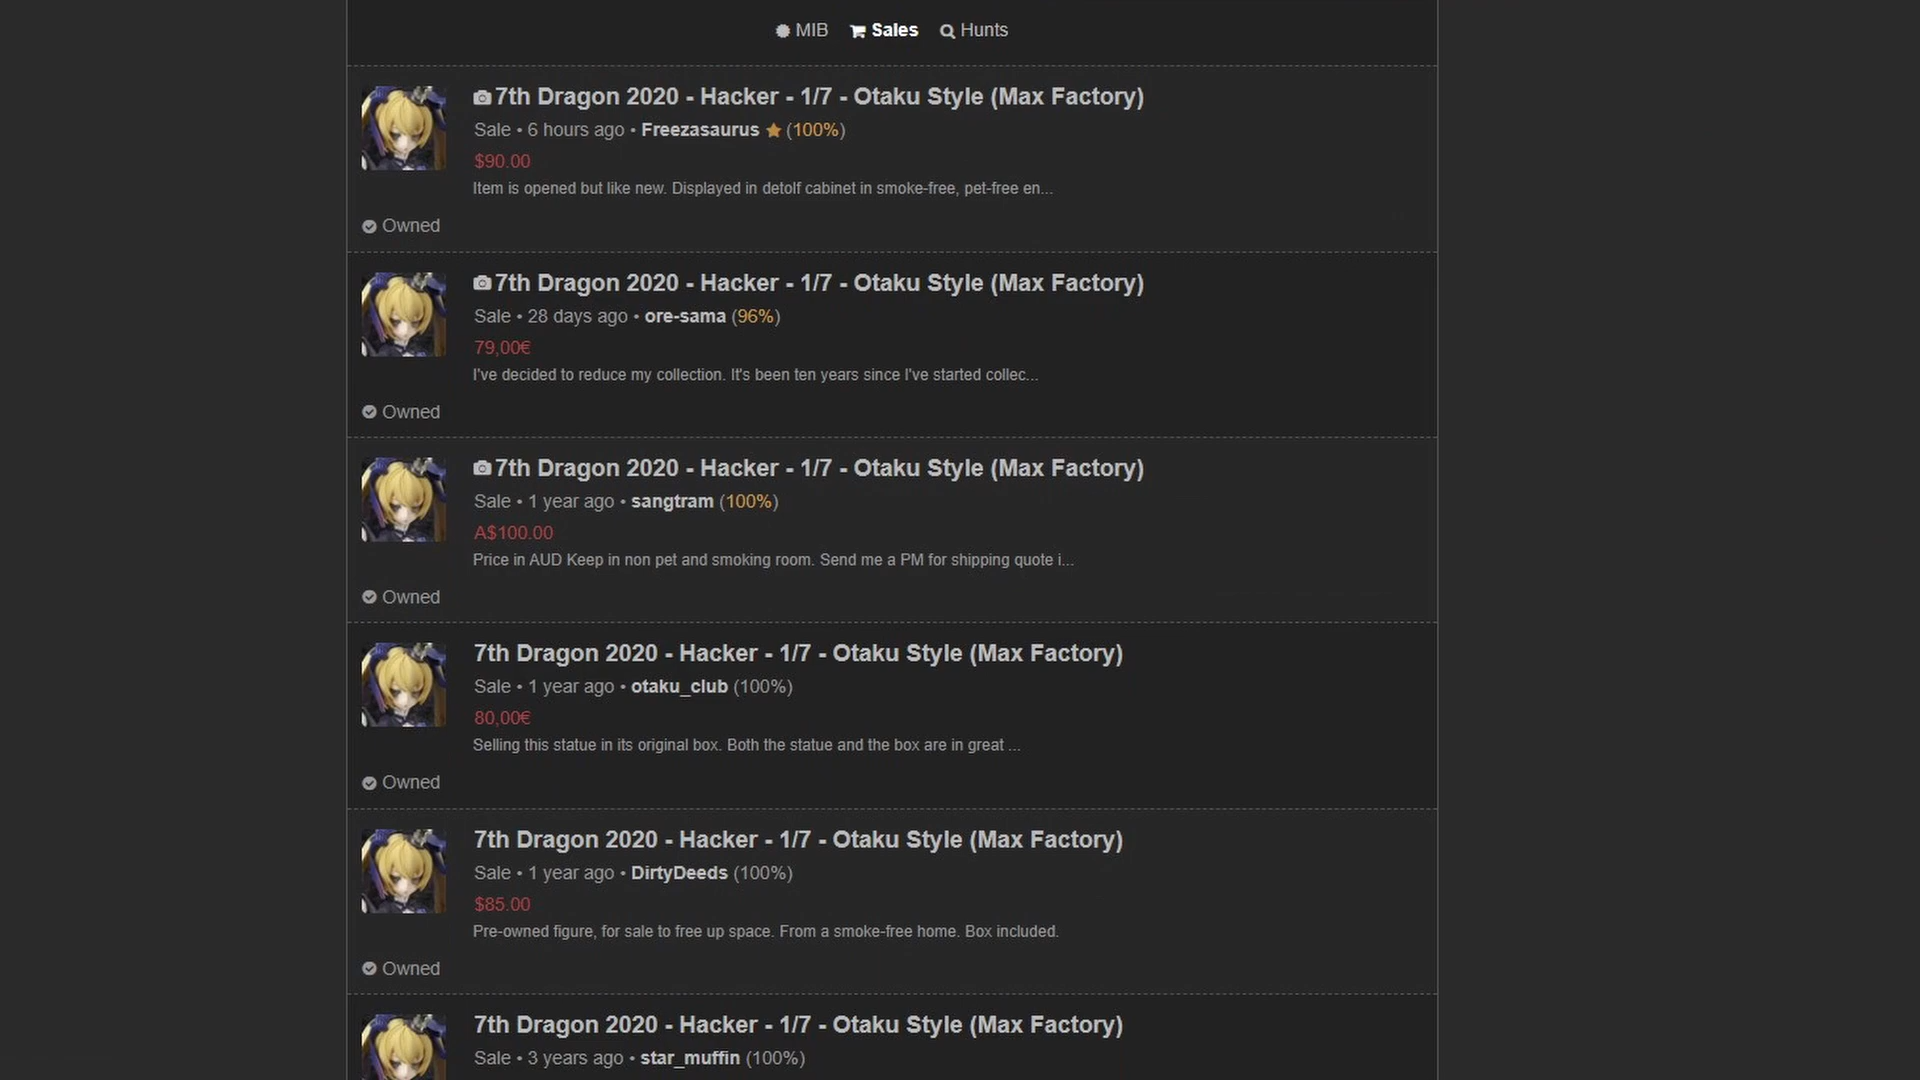 MIB Sales Hunts
7th Dragon 2020 - Hacker - 1/7 - Otaku Style (Max Factory)
Sale • 6 hours ago • Freezasaurus (100%)
$90.00
Item is opened but like new. Displayed in detolf cabinet in smoke-free, pet-free en...
Owned
7th Dragon 2020 - Hacker - 1/7 - Otaku Style (Max Factory)
Sale • 28 days ago • ore-sama (96%)
79,00€
I've decided to reduce my collection. It's been ten years since I've started collec...
Owned
7th Dragon 2020 - Hacker - 1/7 - Otaku Style (Max Factory)
Sale • 1 year ago • sangtram (100%)
A$100.00
Price in AUD Keep in non pet and smoking room. Send me a PM for shipping quote i...
Owned
7th Dragon 2020 - Hacker - 1/7 - Otaku Style (Max Factory)
Sale • 1 year ago • otaku_club (100%)
80,00€
Selling this statue in its original box. Both the statue and the box are in great ...
Owned
7th Dragon 2020 - Hacker - 1/7 - Otaku Style (Max Factory)
Sale • 1 year ago • DirtyDeeds (100%)
$85.00
Pre-owned figure, for sale to free up space. From a smoke-free home. Box included.
Owned
7th Dragon 2020 - Hacker - 1/7 - Otaku Style (Max Factory)
Sale • 3 years ago • star_muffin (100%)